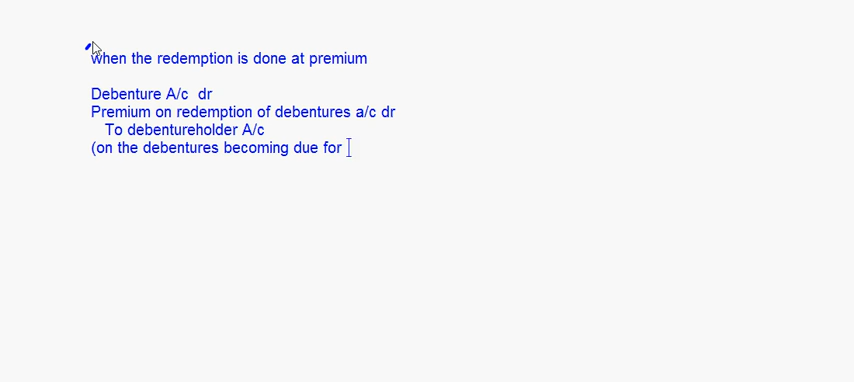 when the redemption is done at premium
Debenture A/c dr
Premium on redemption of debentures a/c dr
To debentureholder A/c
(on the debentures becoming due for